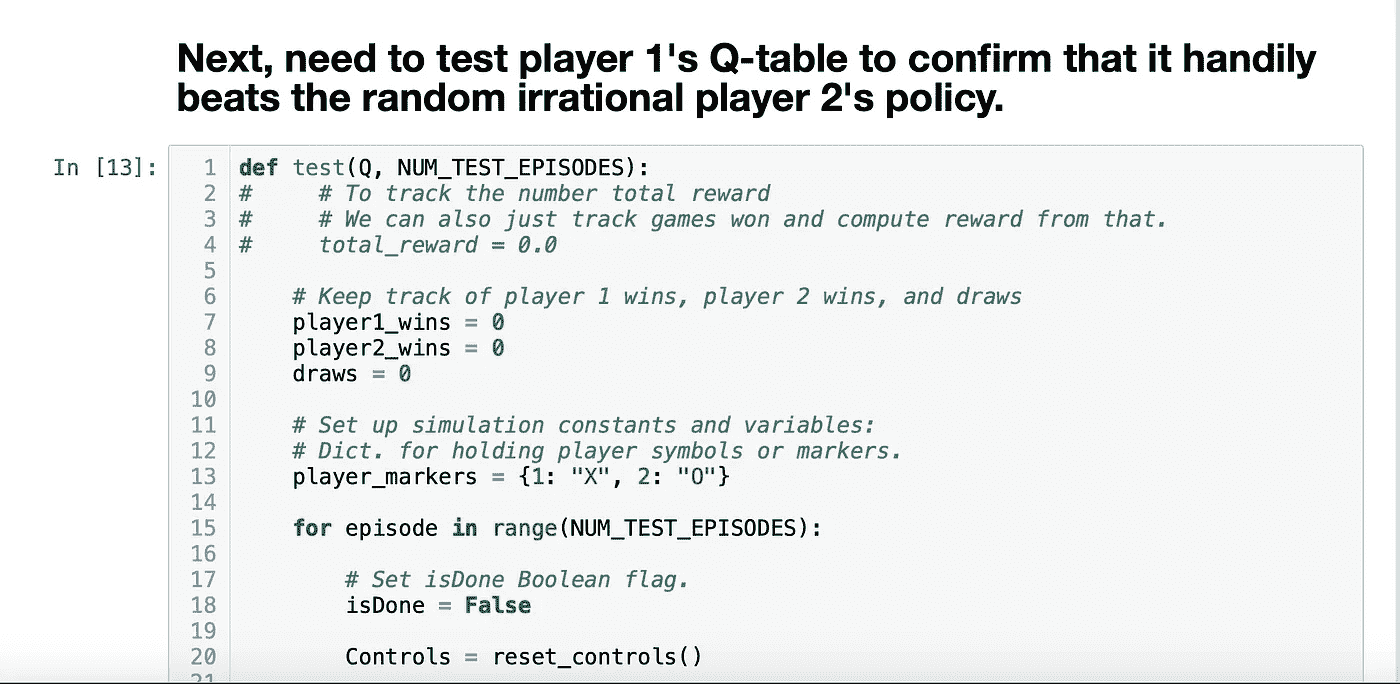 Next, need to test player 1's Q-table to confirm that it handily
beats the random irrational player 2's policy.
In [13]:
1 def test(Q, NUM_TEST_EPISODES):
2 #     # To track the number total reward
3 #     # We can also just track games won and compute reward from that.
4 #     total_reward = 0.0
5
6     # Keep track of player 1 wins, player 2 wins, and draws
7     player1_wins = 0
8     player2_wins = 0
9     draws = 0
10
11     # Set up simulation constants and variables:
12     # Dict. for holding player symbols or markers.
13     player_markers = {1: "X", 2: "O"}
14
15     for episode in range(NUM_TEST_EPISODES):
16
17         # Set isDone Boolean flag.
18         isDone = False
19
20         Controls = reset_controls()
21